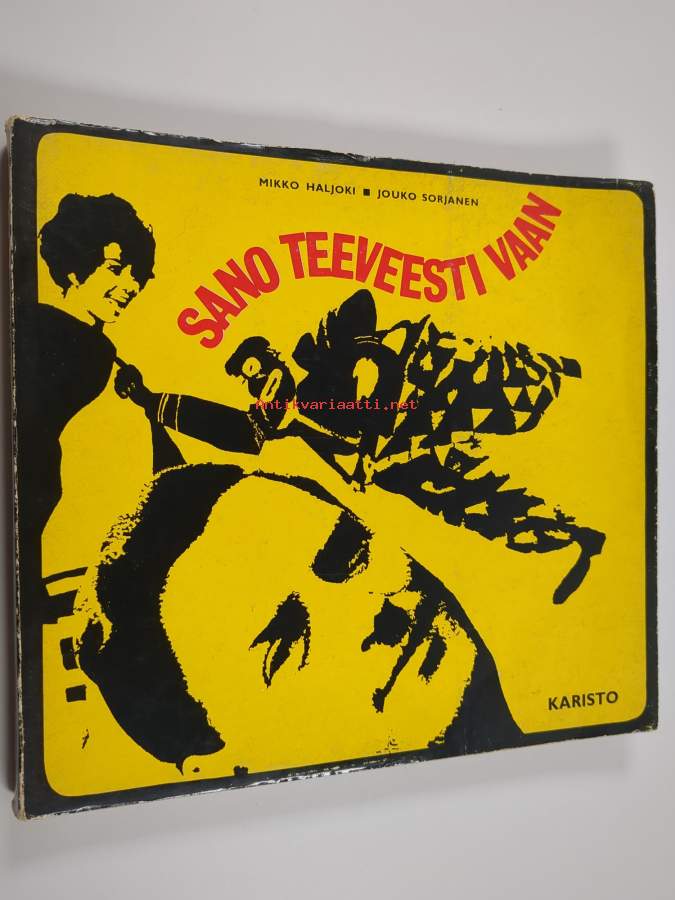 MIKKO HALJOKI ■ JOUKO SORJANEN
SANO TEEVEESTI VAAN
Antikvariaatti.net
KARISTO